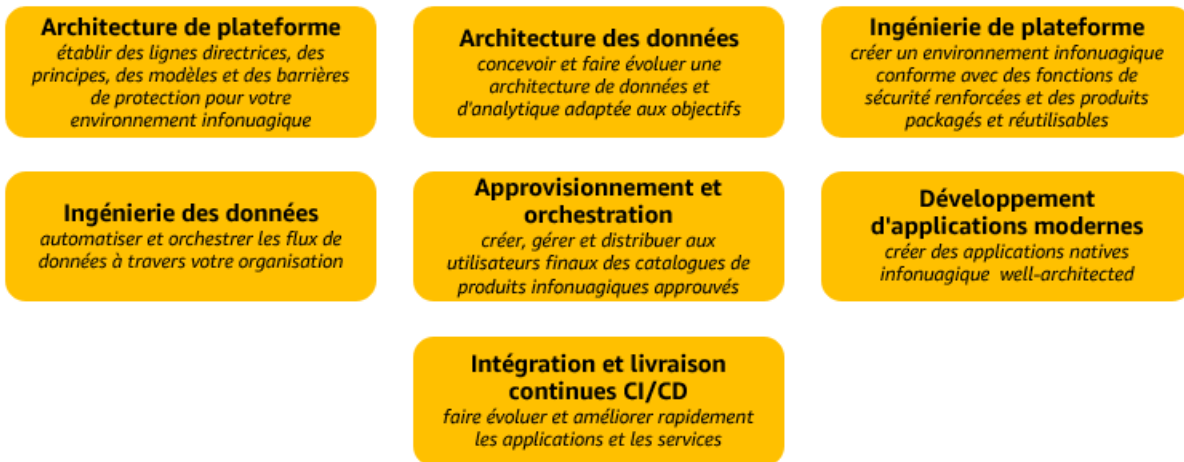 Architecture de plateforme
établir des lignes directrices, des
principes, des modèles et des barrières
de protection pour votre
environnement infonuagique
Architecture des données
concevoir et faire évoluer une
architecture de données et
d'analytique adaptée aux objectifs
Ingénierie de plateforme
créer un environnement infonuagique
conforme avec des fonctions de
sécurité renforcées et des produits
packagés et réutilisables
Ingénierie des données
automatiser et orchestrer les flux de
données à travers votre organisation
Approvisionnement et
orchestration
créer, gérer et distribuer aux
utilisateurs finaux des catalogues de
produits infonuagiques approuvés
Développement
d'applications modernes
créer des applications natives
infonuagique well-architected
Intégration et livraison
continues CI/CD
faire évoluer et améliorer rapidement
les applications et les services